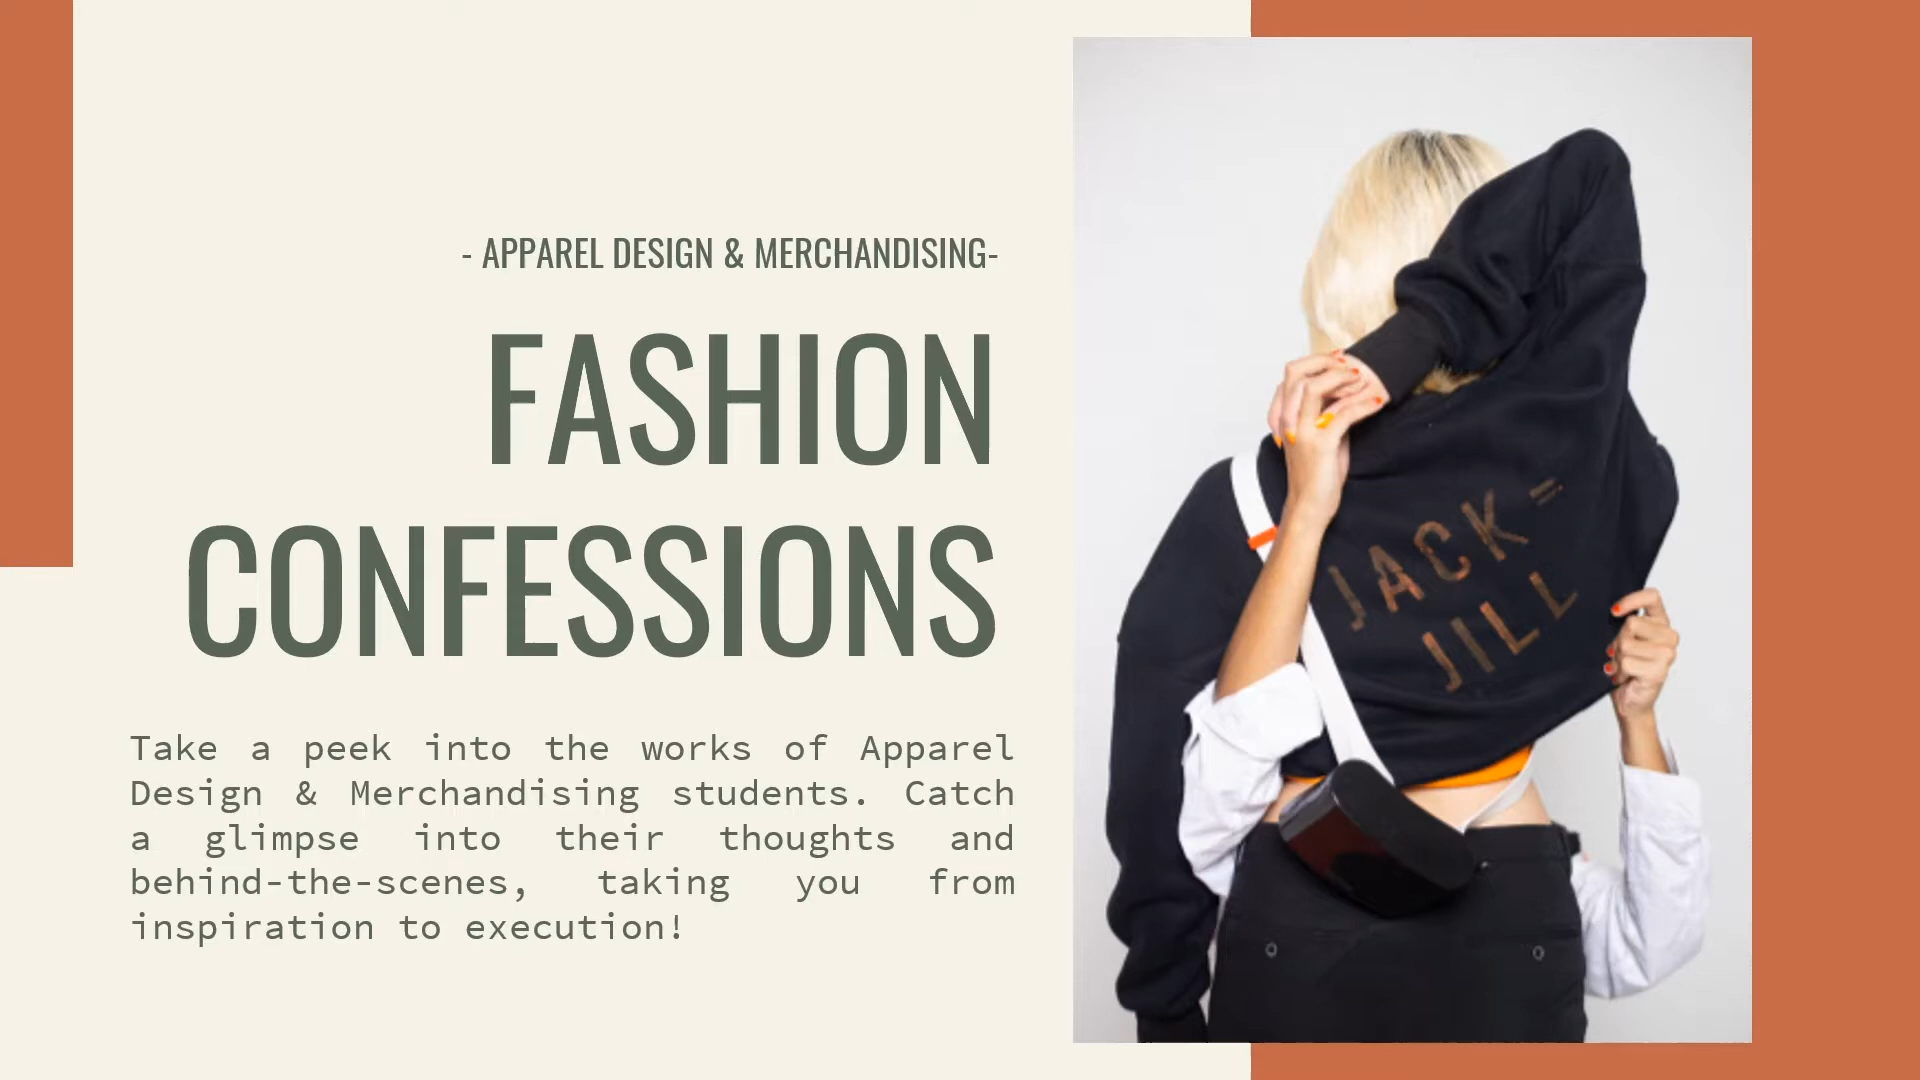 - APPAREL DESIGN & MERCHANDISING-
FASHION
CONFESSIONS
Take a peek into the works of Apparel
Design & Merchandising students. Catch
a glimpse into their thoughts and
behind-the-scenes, taking you from
inspiration to execution!
JACK =
JILL